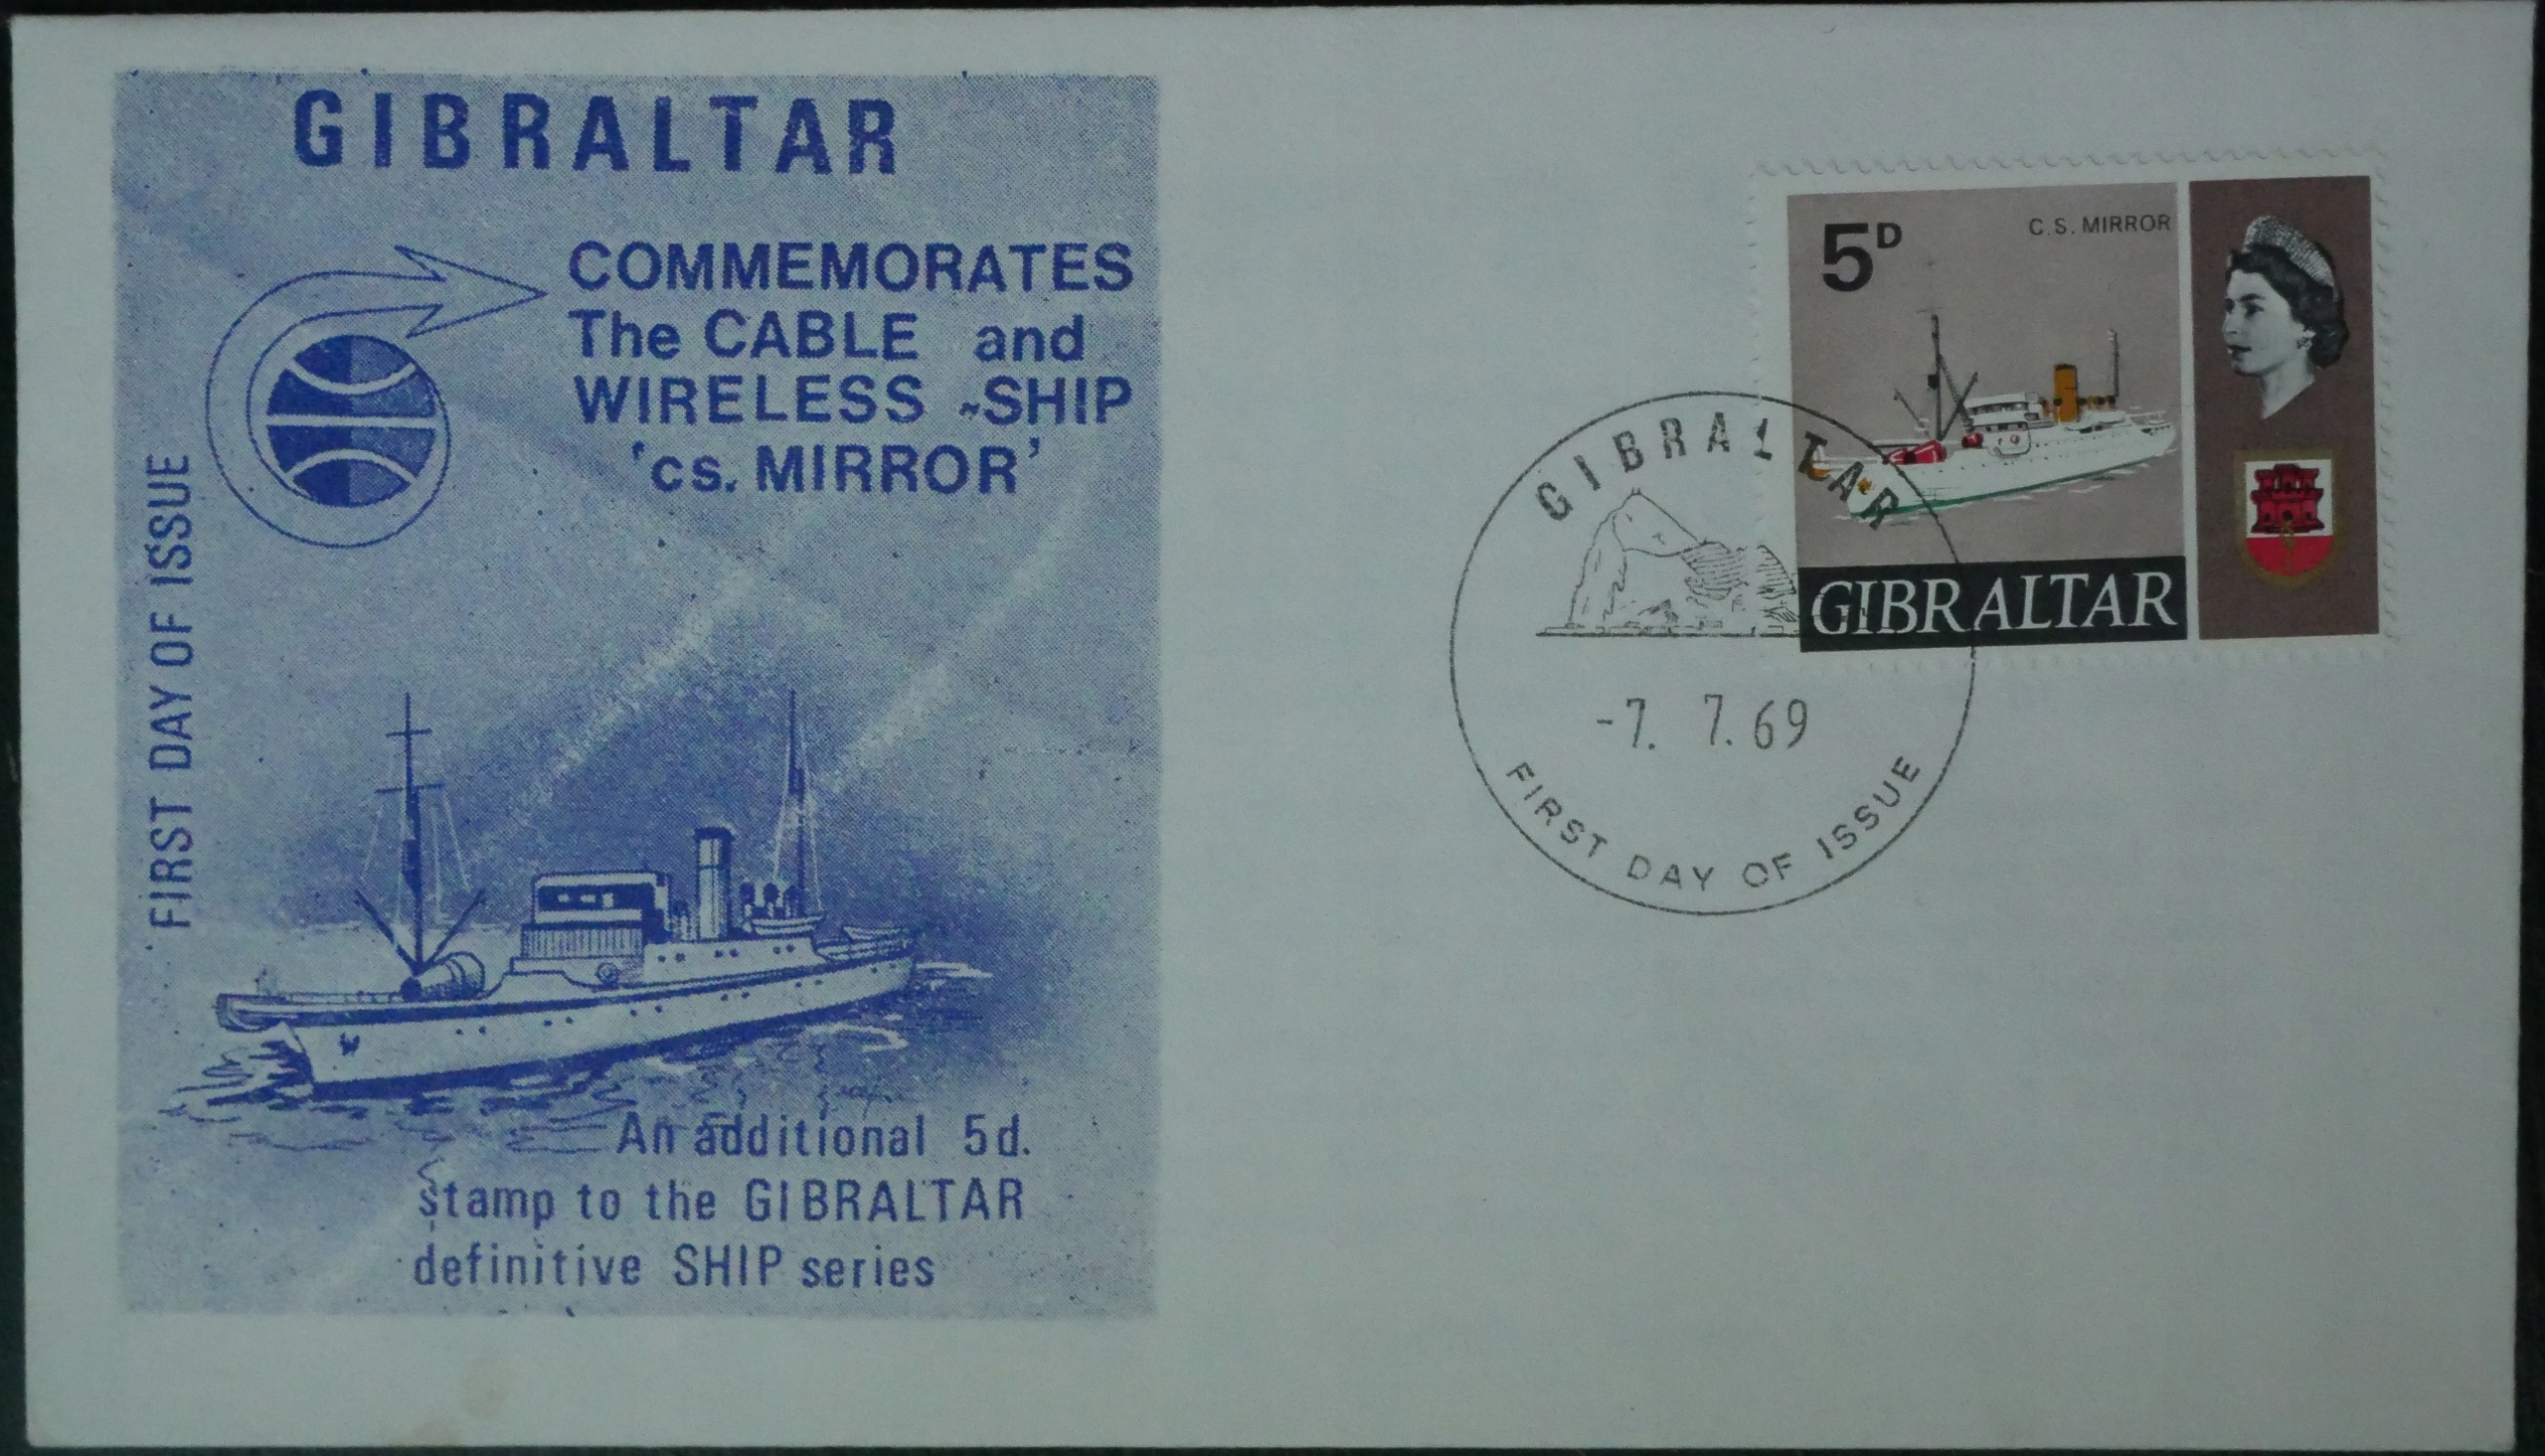 GIBRALTAR
COMMEMORATES
The CABLE and
WIRELESS ~SHIP
'cs. MIRROR'
FIRST DAY OF ISSUE
An additional 5d.
stamp to the GIBRALTAR
definitive SHIP series
5D
C.S. MIRROR
GIBRALTAR
GIBRALTAR
-7. 7.69
FIRST DAY OF ISSUE